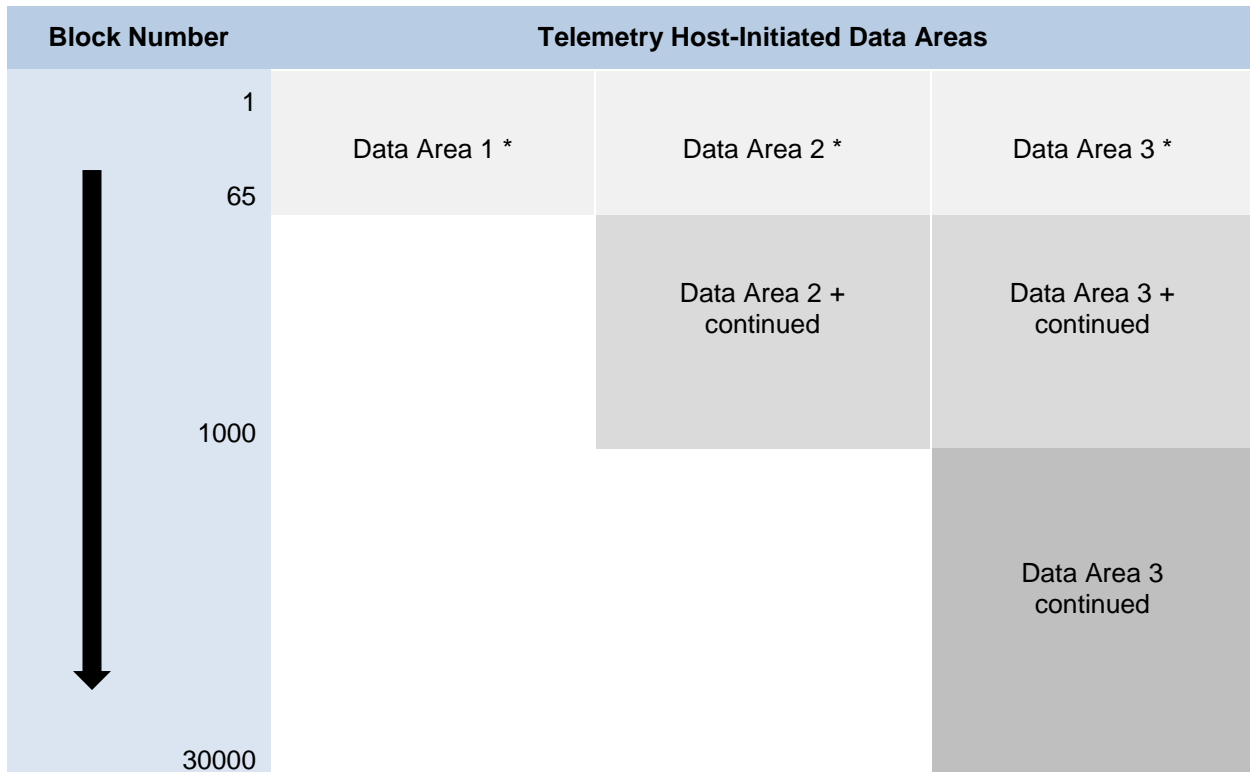 Block Number Telemetry Host-Initiated Data Areas
1
Data Area 1 * Data Area 2 * Data Area 3 *
65
Data Area 2 + Data Area 3 +
continued continued
1000
Data Area 3
continued
30000